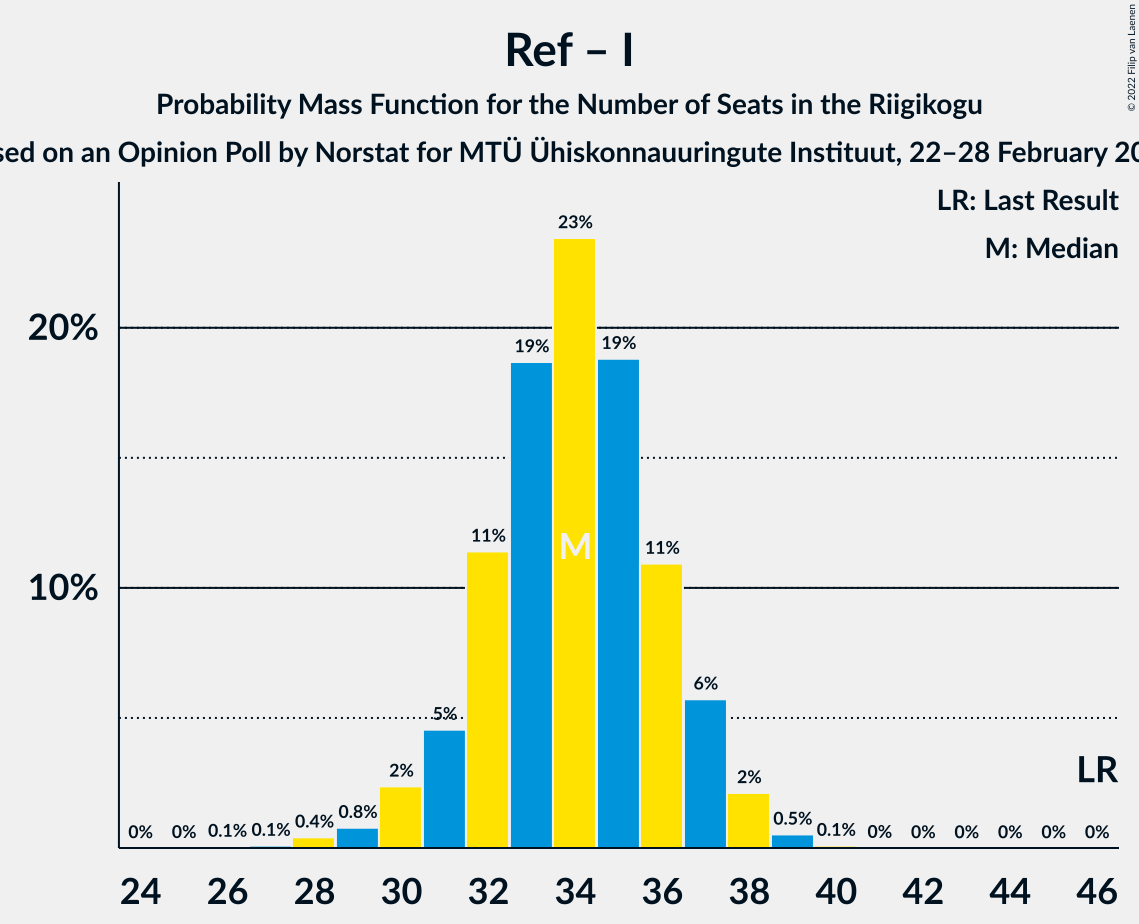 Ref – I
Probability Mass Function for the Number of Seats in the Riigikogu
sed on an Opinion Poll by Norstat for MTÜ Ühiskonnauuringute Instituut, 22–28 February 20
© 2022 Filip van Laenen
LR: Last Result
M: Median
20%
10%
0% 0% 0.1% 0.1% 0.4% 0.8% 2% 5% 11% 19% 23% 19% 11% 6% 2% 0.5% 0.1% 0% 0% 0% 0% 0% 0%
M
LR
24 26 28 30 32 34 36 38 40 42 44 46